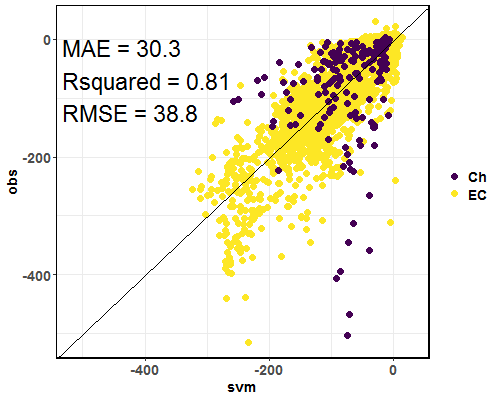 MAE = 30.3
Rsquared = 0.81
RMSE = 38.8
0
-200
-400
obs
Ch
EC
-400
-200
0
svm